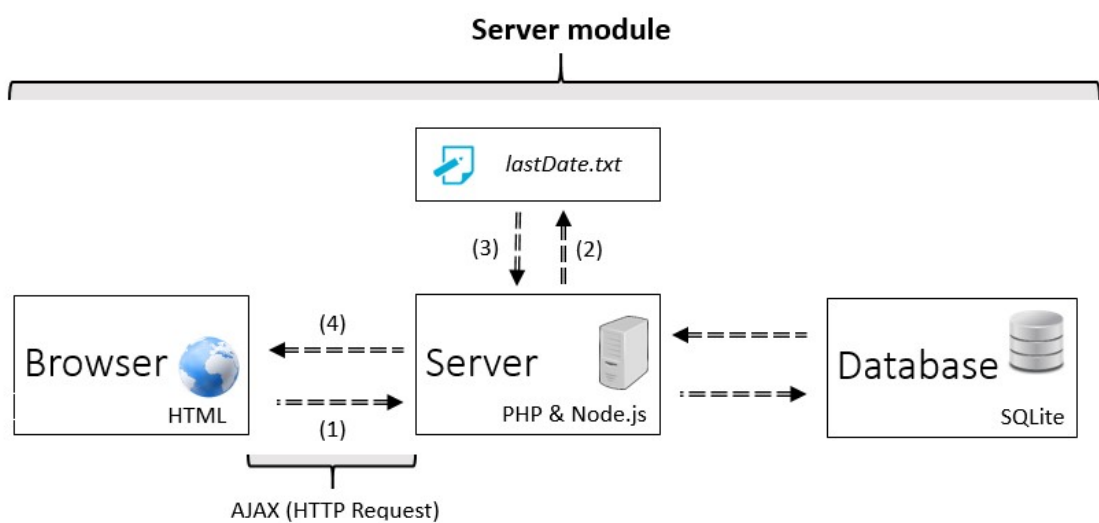 Server module
lastDate.txt
(3)
(2)
(4)
Browser
HTML
(1)
Server
PHP & Node.js
Database
SQLite
AJAX (HTTP Request)